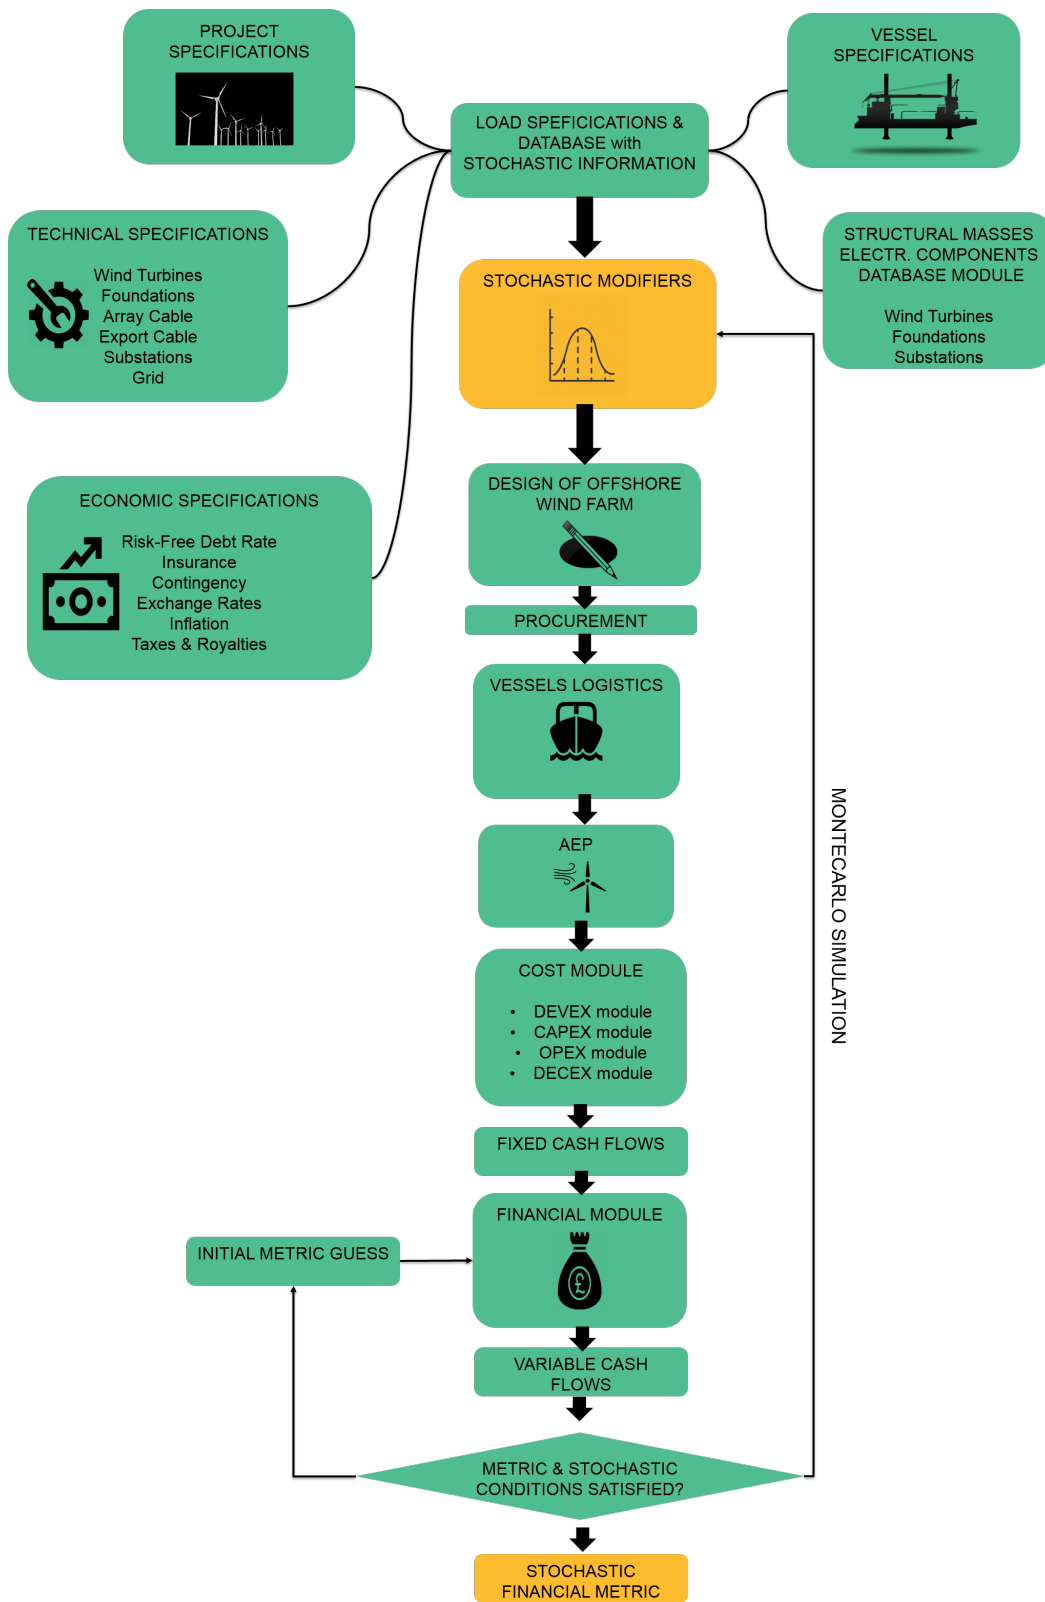 PROJECT
SPECIFICATIONS
VESSEL
SPECIFICATIONS
LOAD SPEFICICATIONS &
DATABASE with
STOCHASTIC INFORMATION
TECHNICAL SPECIFICATIONS
Wind Turbines
Foundations
Array Cable
Export Cable
Substations
Grid
STRUCTURAL MASSES
ELECTR. COMPONENTS
DATABASE MODULE
Wind Turbines
Foundations
Substations
STOCHASTIC MODIFIERS
ECONOMIC SPECIFICATIONS
Risk-Free Debt Rate
Insurance
Contingency
Exchange Rates
Inflation
Taxes & Royalties
DESIGN OF OFFSHORE
WIND FARM
PROCUREMENT
VESSELS LOGISTICS
AEP
MONTECARLO SIMULATION
COST MODULE
• DEVEX module
• CAPEX module
• OPEX module
• DECEX module
FIXED CASH FLOWS
FINANCIAL MODULE
£
INITIAL METRIC GUESS
VARIABLE CASH
FLOWS
METRIC & STOCHASTIC
CONDITIONS SATISFIED?
STOCHASTIC
FINANCIAL METRIC